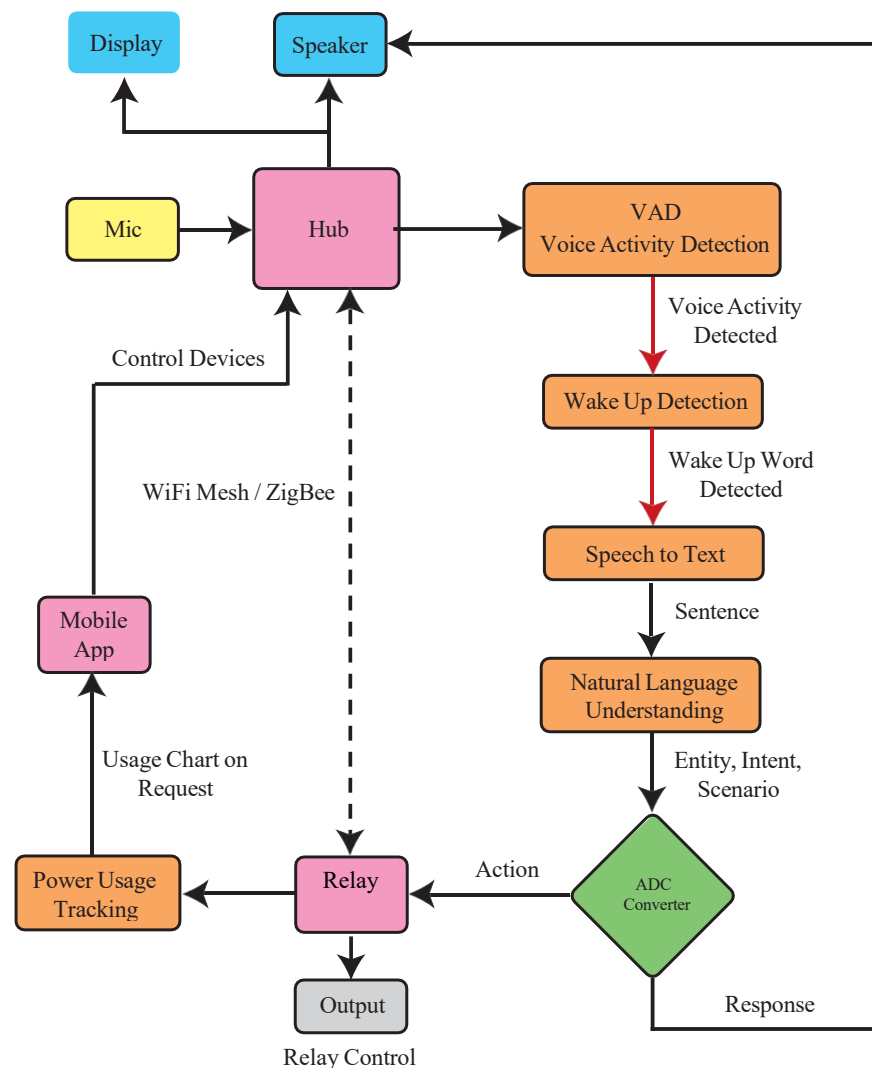 Display
Speaker
Mic
Hub
VAD
Voice Activity Detection
Voice Activity
Detected
Control Devices
Wake Up Detection
Wake Up Word
Detected
WiFi Mesh / ZigBee
Speech to Text
Sentence
Mobile
App
Natural Language
Understanding
Usage Chart on
Request
Entity, Intent,
Scenario
Power Usage
Tracking
Relay
Action
ADC
Converter
Output
Response
Relay Control